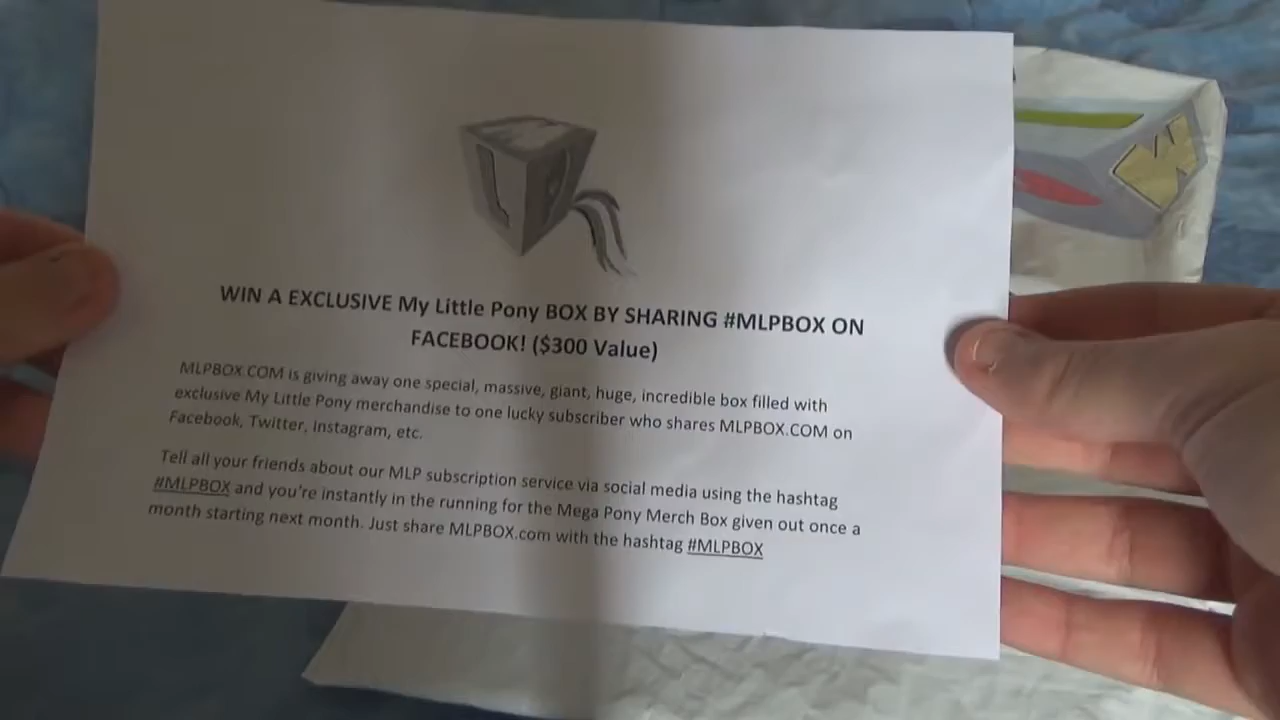 WIN A EXCLUSIVE My Little Pony BOX BY SHARING #MLPBOX ON
FACEBOOK! ($300 Value)
MLPBOX.COM is giving away one special, massive, giant, huge, incredible box filled with
exclusive My Little Pony merchandise to one lucky subscriber who shares MLPBOX.COM on
Facebook, Twitter, Instagram, etc.
Tell all your friends about our MLP subscription service via social media using the hashtag
#MLPBOX and you're instantly in the running for the Mega Pony Merch Box given out once a
month starting next month. Just share MLPBOX.com with the hashtag #MLPBOX
W